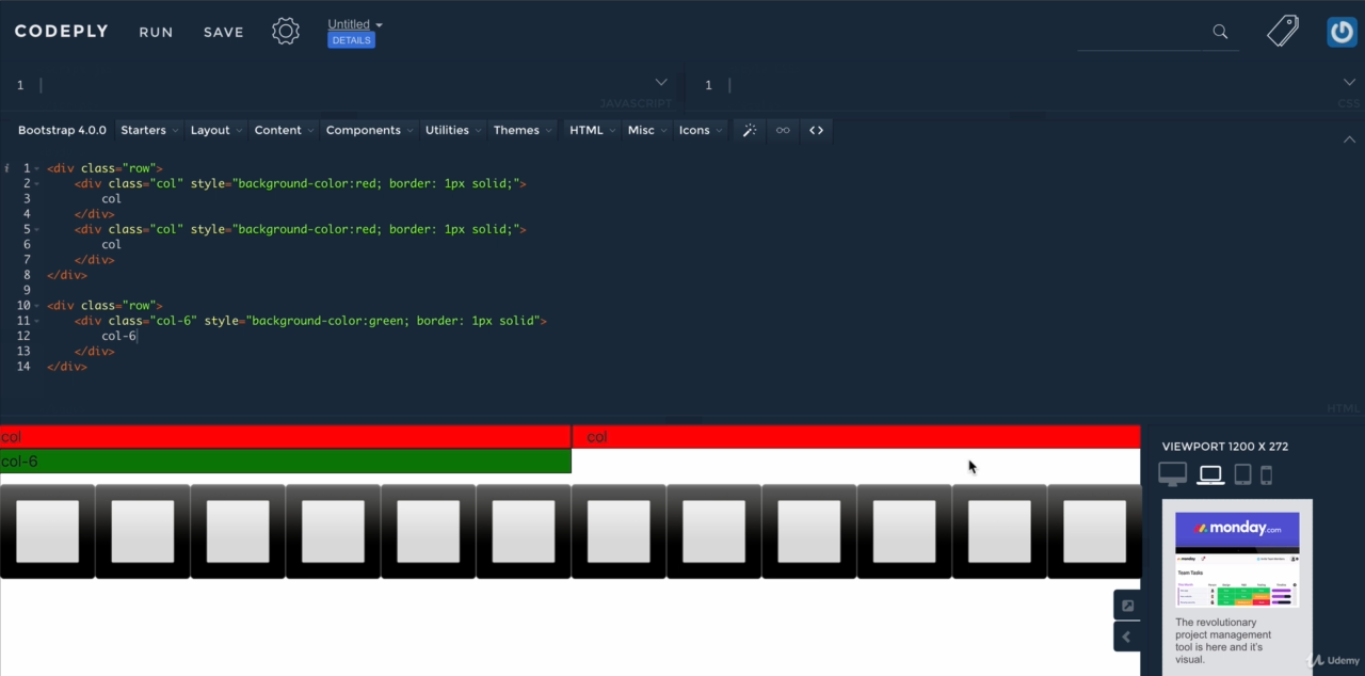 CODEPLY RUN SAVE Untitled
DETAILS
1 1
JAVASCRIPT CSS
Bootstrap 4.0.0 Starters Layout Content Components Utilities Themes HTML Misc Icons
i 1 <div class="row">
2 <div class="col" style="background-color:red; border: 1px solid;">
3 col
4 </div>
5 <div class="col" style="background-color:red; border: 1px solid;">
6 col
7 </div>
8 </div>
9
10 <div class="row">
11 <div class="col-6" style="background-color:green; border: 1px solid">
12 col-6
13 </div>
14 </div>
HTML
col col
col-6
VIEWPORT 1200 X 272
monday.com
monday
Team Tasks
The revolutionary
project management
tool is here and it's
visual.
Udemy